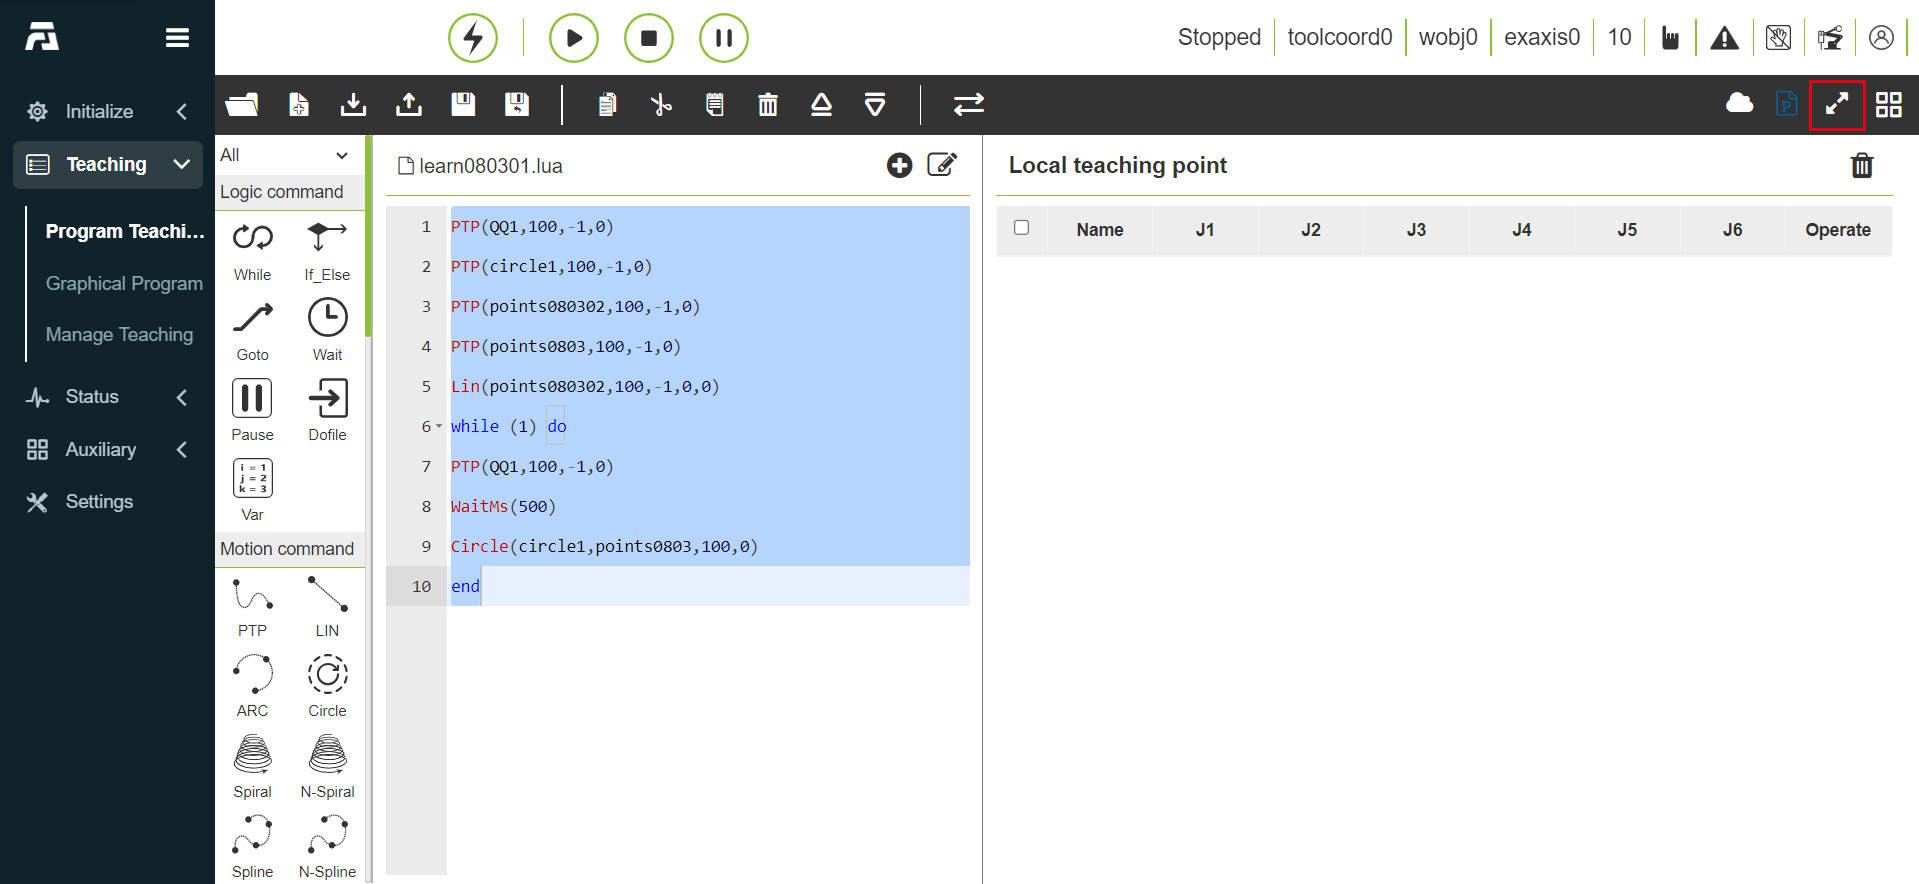 Stopped toolcoord0 wobj0 exaxis0 10
Initialize
Teaching
Program Teachi...
Graphical Program
Manage Teaching
Status
Auxiliary
Settings
All
Logic command
While If_Else
Goto Wait
Pause Dofile
i = 1
j = 2
k = 3
Var
Motion command
PTP LIN
ARC Circle
Spiral N-Spiral
Spline N-Spline
learn080301.lua
1 PTP(QQ1,100,-1,0)
2 PTP(circle1,100,-1,0)
3 PTP(points080302,100,-1,0)
4 PTP(points0803,100,-1,0)
5 Lin(points080302,100,-1,0,0)
6 while (1) do
7 PTP(QQ1,100,-1,0)
8 WaitMs(500)
9 Circle(circle1,points0803,100,0)
10 end
P
Local teaching point
Name J1 J2 J3 J4 J5 J6 Operate